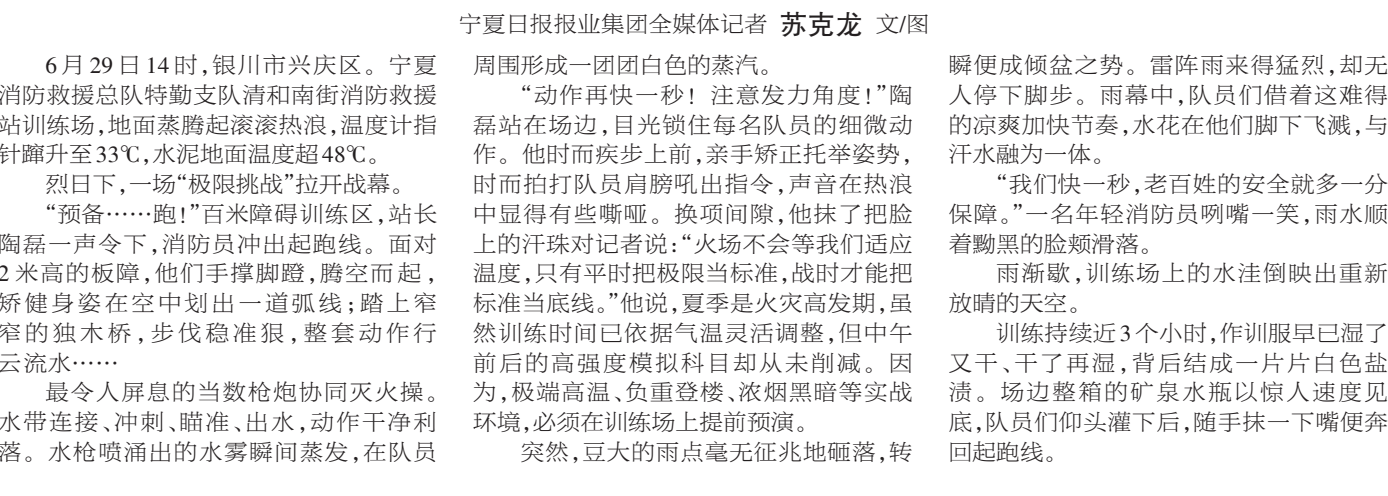 宁夏日报报业集团全媒体记者 苏克龙 文/图
6月29日14时,银川市兴庆区。宁夏
消防救援总队特勤支队清和南街消防救援
站训练场,地面蒸腾起滚滚热浪,温度计指
针蹿升至33℃,水泥地面温度超48℃。
烈日下,一场“极限挑战”拉开战幕。
“预备……跑!”百米障碍训练区,站长
陶磊一声令下,消防员冲出起跑线。面对
2米高的板障,他们手撑脚蹬,腾空而起,
矫健身姿在空中划出一道弧线;踏上窄
窄的独木桥,步伐稳准狠,整套动作行
云流水……
最令人屏息的当数枪炮协同灭火操。
水带连接、冲刺、瞄准、出水,动作干净利
落。水枪喷涌出的水雾瞬间蒸发,在队员
周围形成一团团白色的蒸汽。
“动作再快一秒!注意发力角度!”陶
磊站在场边,目光锁住每名队员的细微动
作。他时而疾步上前,亲手矫正托举姿势,
时而拍打队员肩膀吼出指令,声音在热浪
中显得有些嘶哑。换项间隙,他抹了把脸
上的汗珠对记者说:“火场不会等我们适应
温度,只有平时把极限当标准,战时才能把
标准当底线。”他说,夏季是火灾高发期,虽
然训练时间已依据气温灵活调整,但中午
前后的高强度模拟科目却从未削减。因
为,极端高温、负重登楼、浓烟黑暗等实战
环境,必须在训练场上提前预演。
突然,豆大的雨点毫无征兆地砸落,转
瞬便成倾盆之势。雷阵雨来得猛烈,却无
人停下脚步。雨幕中,队员们借着这难得
的凉爽加快节奏,水花在他们脚下飞溅,与
汗水融为一体。
“我们快一秒,老百姓的安全就多一分
保障。”一名年轻消防员咧嘴一笑,雨水顺
着黝黑的脸颊滑落。
雨渐歇,训练场上的水洼倒映出重新
放晴的天空。
训练持续近3个小时,作训服早已湿了
又干、干了再湿,背后结成一片片白色盐
渍。场边整箱的矿泉水瓶以惊人速度见
底,队员们仰头灌下后,随手抹一下嘴便奔
回起跑线。